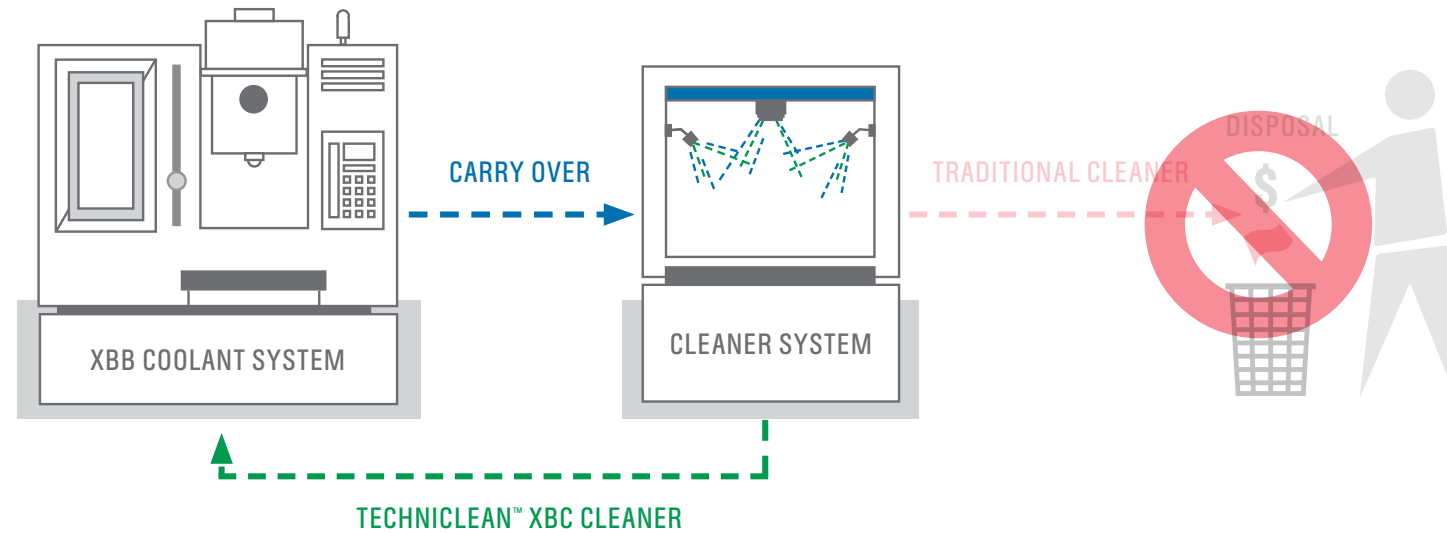 DISPOSAL
CARRY OVER
TRADITIONAL CLEANER
$
XBB COOLANT SYSTEM
CLEANER SYSTEM
TECHNICLEAN™ XBC CLEANER